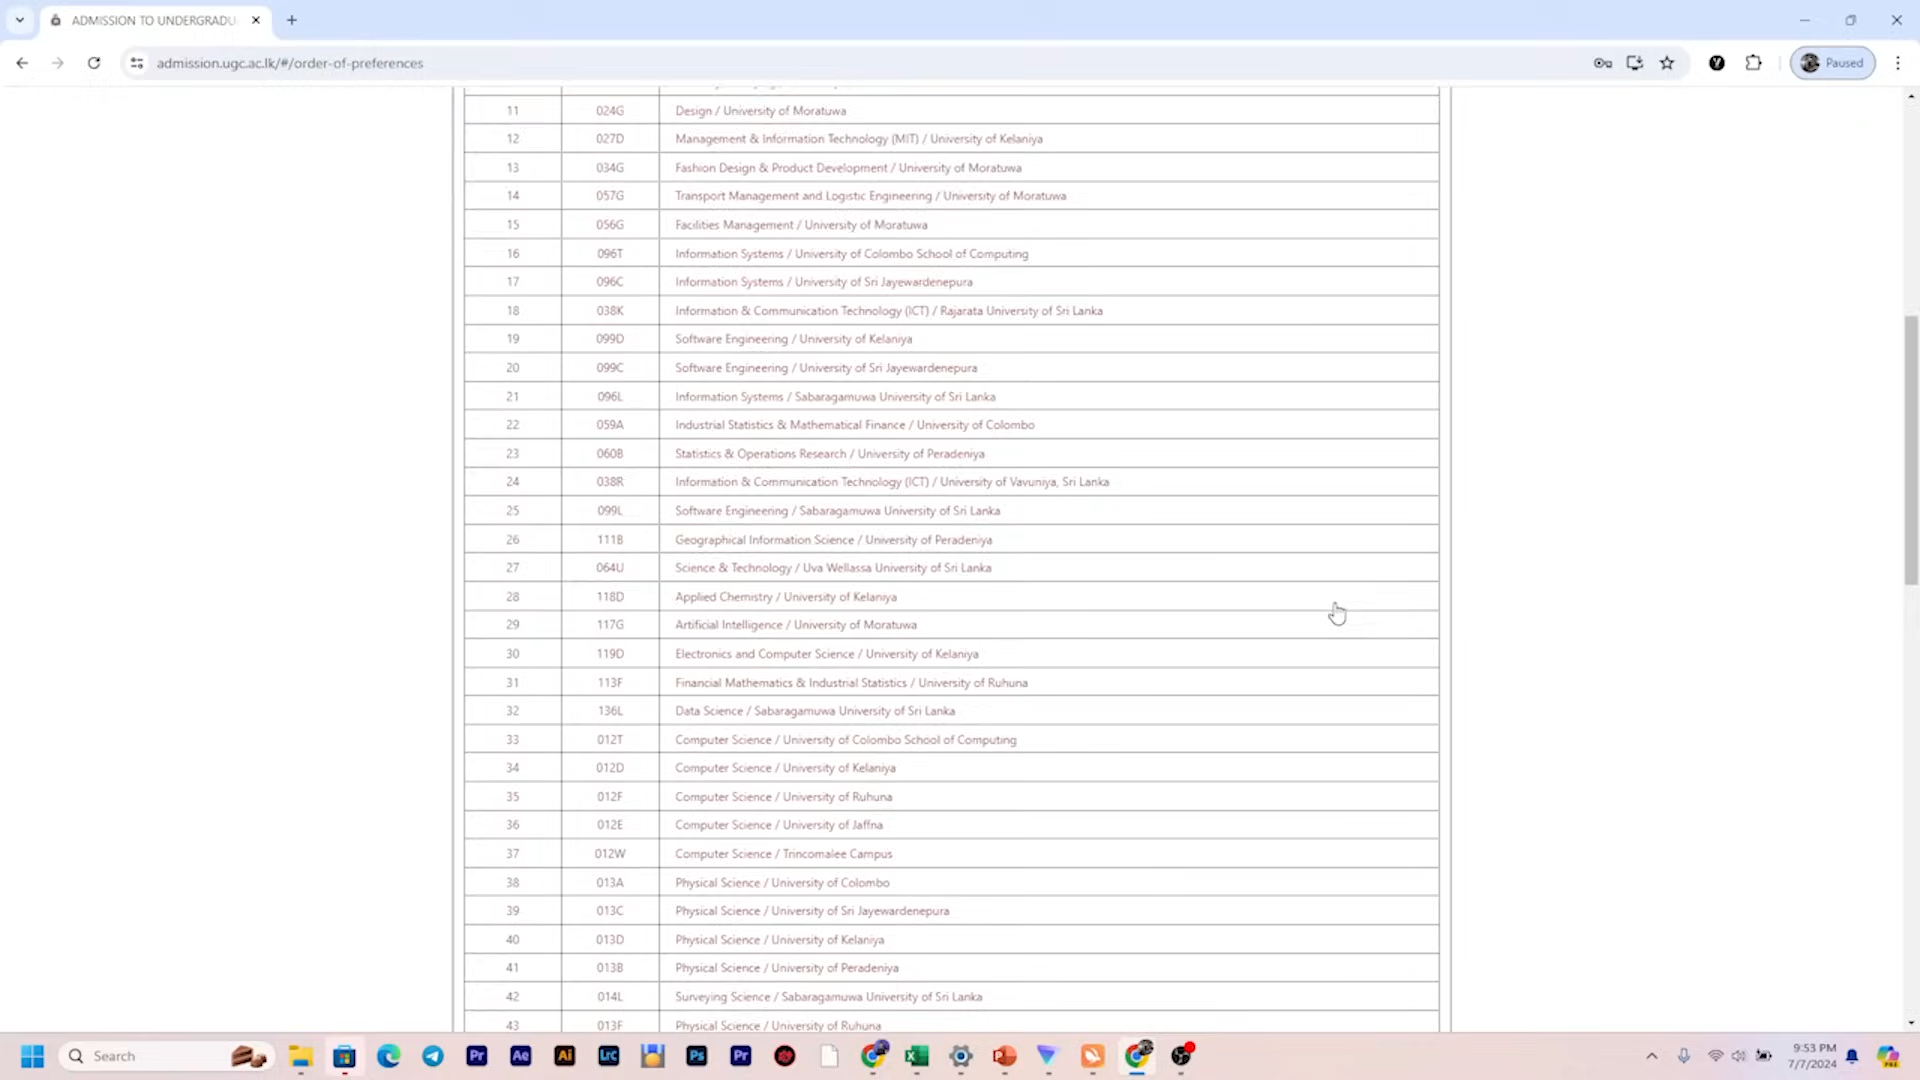 ADMISSION TO UNDERGRADU
admission.ugc.ac.lk/#/order-of-preferences
Paused
11 024G Design / University of Moratuwa
12 027D Management & Information Technology (MIT) / University of Kelaniya
13 034G Fashion Design & Product Development / University of Moratuwa
14 057G Transport Management and Logistic Engineering / University of Moratuwa
15 056G Facilities Management / University of Moratuwa
16 096T Information Systems / University of Colombo School of Computing
17 096C Information Systems / University of Sri Jayewardenepura
18 038K Information & Communication Technology (ICT) / Rajarata University of Sri Lanka
19 099D Software Engineering / University of Kelaniya
20 099C Software Engineering / University of Sri Jayewardenepura
21 096L Information Systems / Sabaragamuwa University of Sri Lanka
22 059A Industrial Statistics & Mathematical Finance / University of Colombo
23 060B Statistics & Operations Research / University of Peradeniya
24 038R Information & Communication Technology (ICT) / University of Vavuniya, Sri Lanka
25 099L Software Engineering / Sabaragamuwa University of Sri Lanka
26 111B Geographical Information Science / University of Peradeniya
27 064U Science & Technology / Uva Wellassa University of Sri Lanka
28 118D Applied Chemistry / University of Kelaniya
29 117G Artificial Intelligence / University of Moratuwa
30 119D Electronics and Computer Science / University of Kelaniya
31 113F Financial Mathematics & Industrial Statistics / University of Ruhuna
32 136L Data Science / Sabaragamuwa University of Sri Lanka
33 012T Computer Science / University of Colombo School of Computing
34 012D Computer Science / University of Kelaniya
35 012F Computer Science / University of Ruhuna
36 012E Computer Science / University of Jaffna
37 012W Computer Science / Trincomalee Campus
38 013A Physical Science / University of Colombo
39 013C Physical Science / University of Sri Jayewardenepura
40 013D Physical Science / University of Kelaniya
41 013B Physical Science / University of Peradeniya
42 014L Surveying Science / Sabaragamuwa University of Sri Lanka
43 013F Physical Science / University of Ruhuna
Search
Pr
Ae
Ai
Lrc
Ps
Pr
9:53 PM
7/7/2024